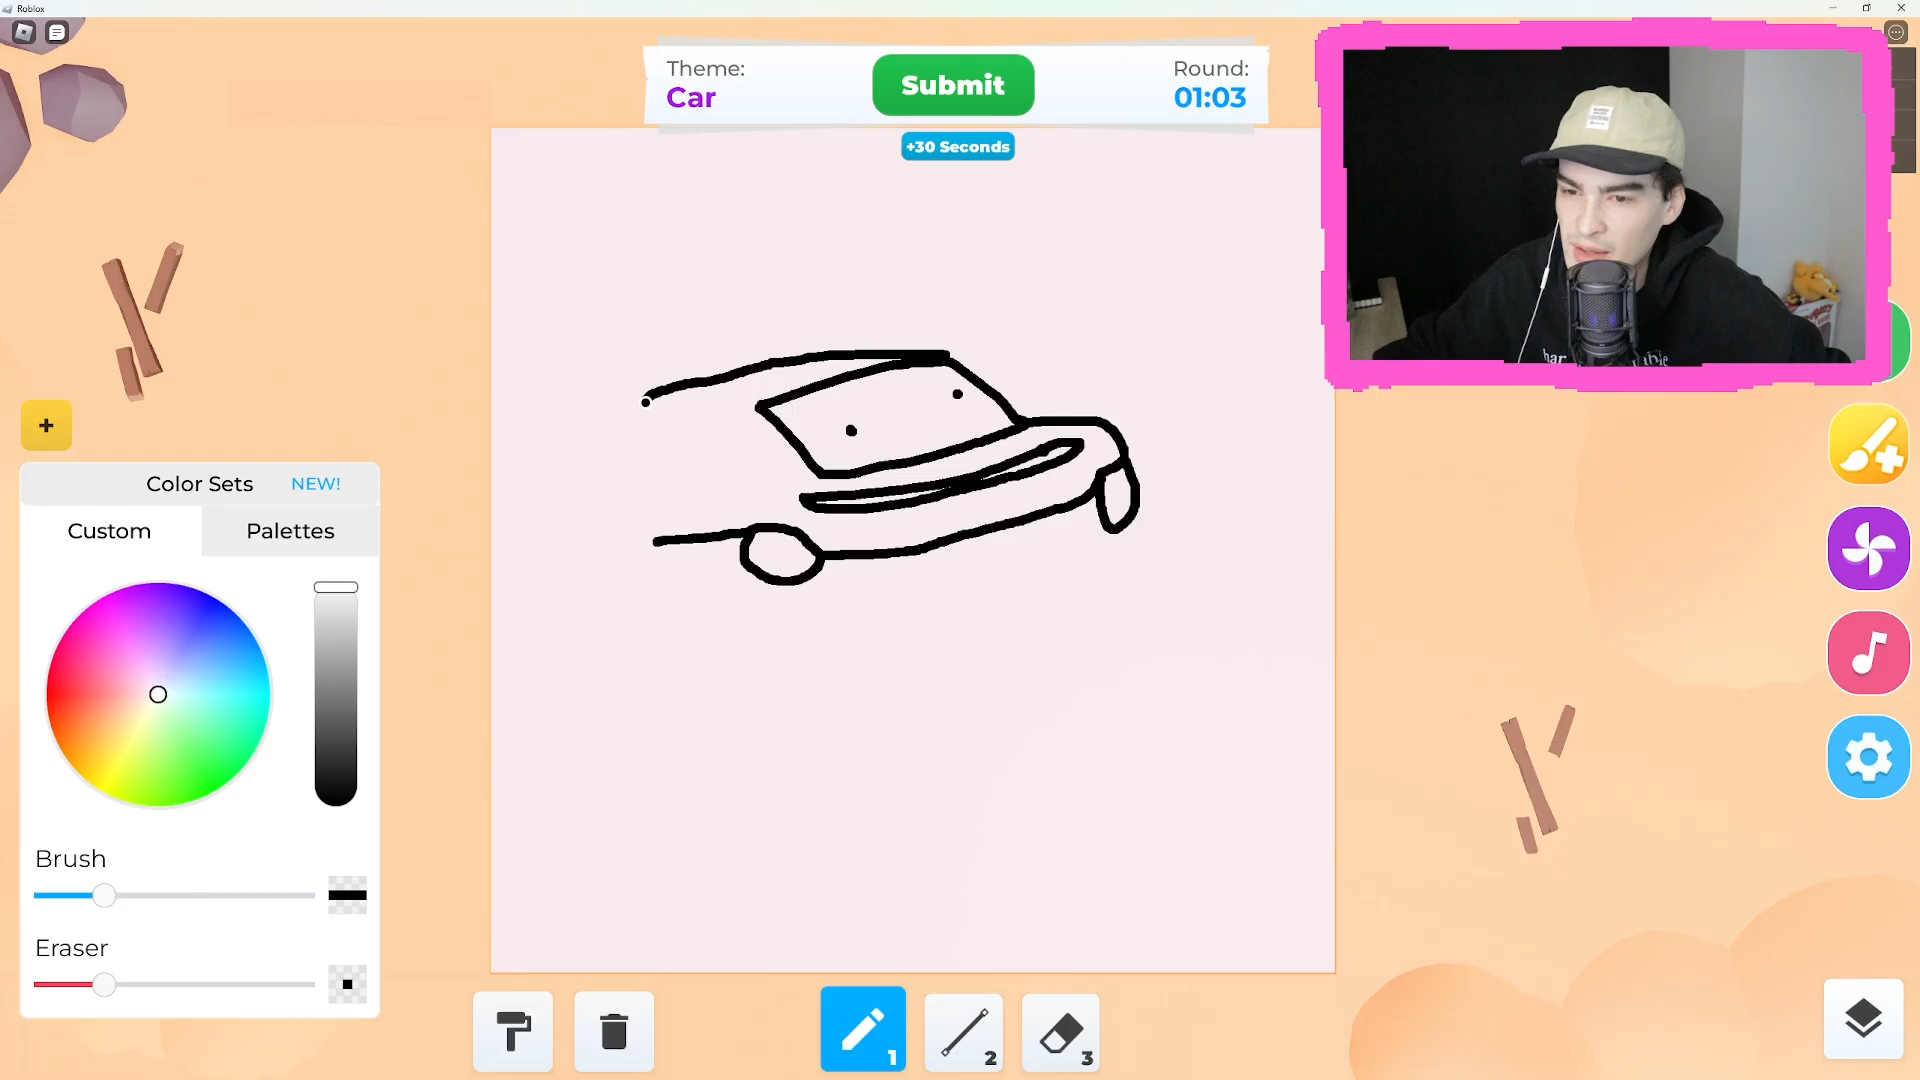 Roblox
Theme:
Car
Submit
Round:
01:03
+30 Seconds
+
Color Sets NEW!
Custom Palettes
Brush
Eraser
1
2
3